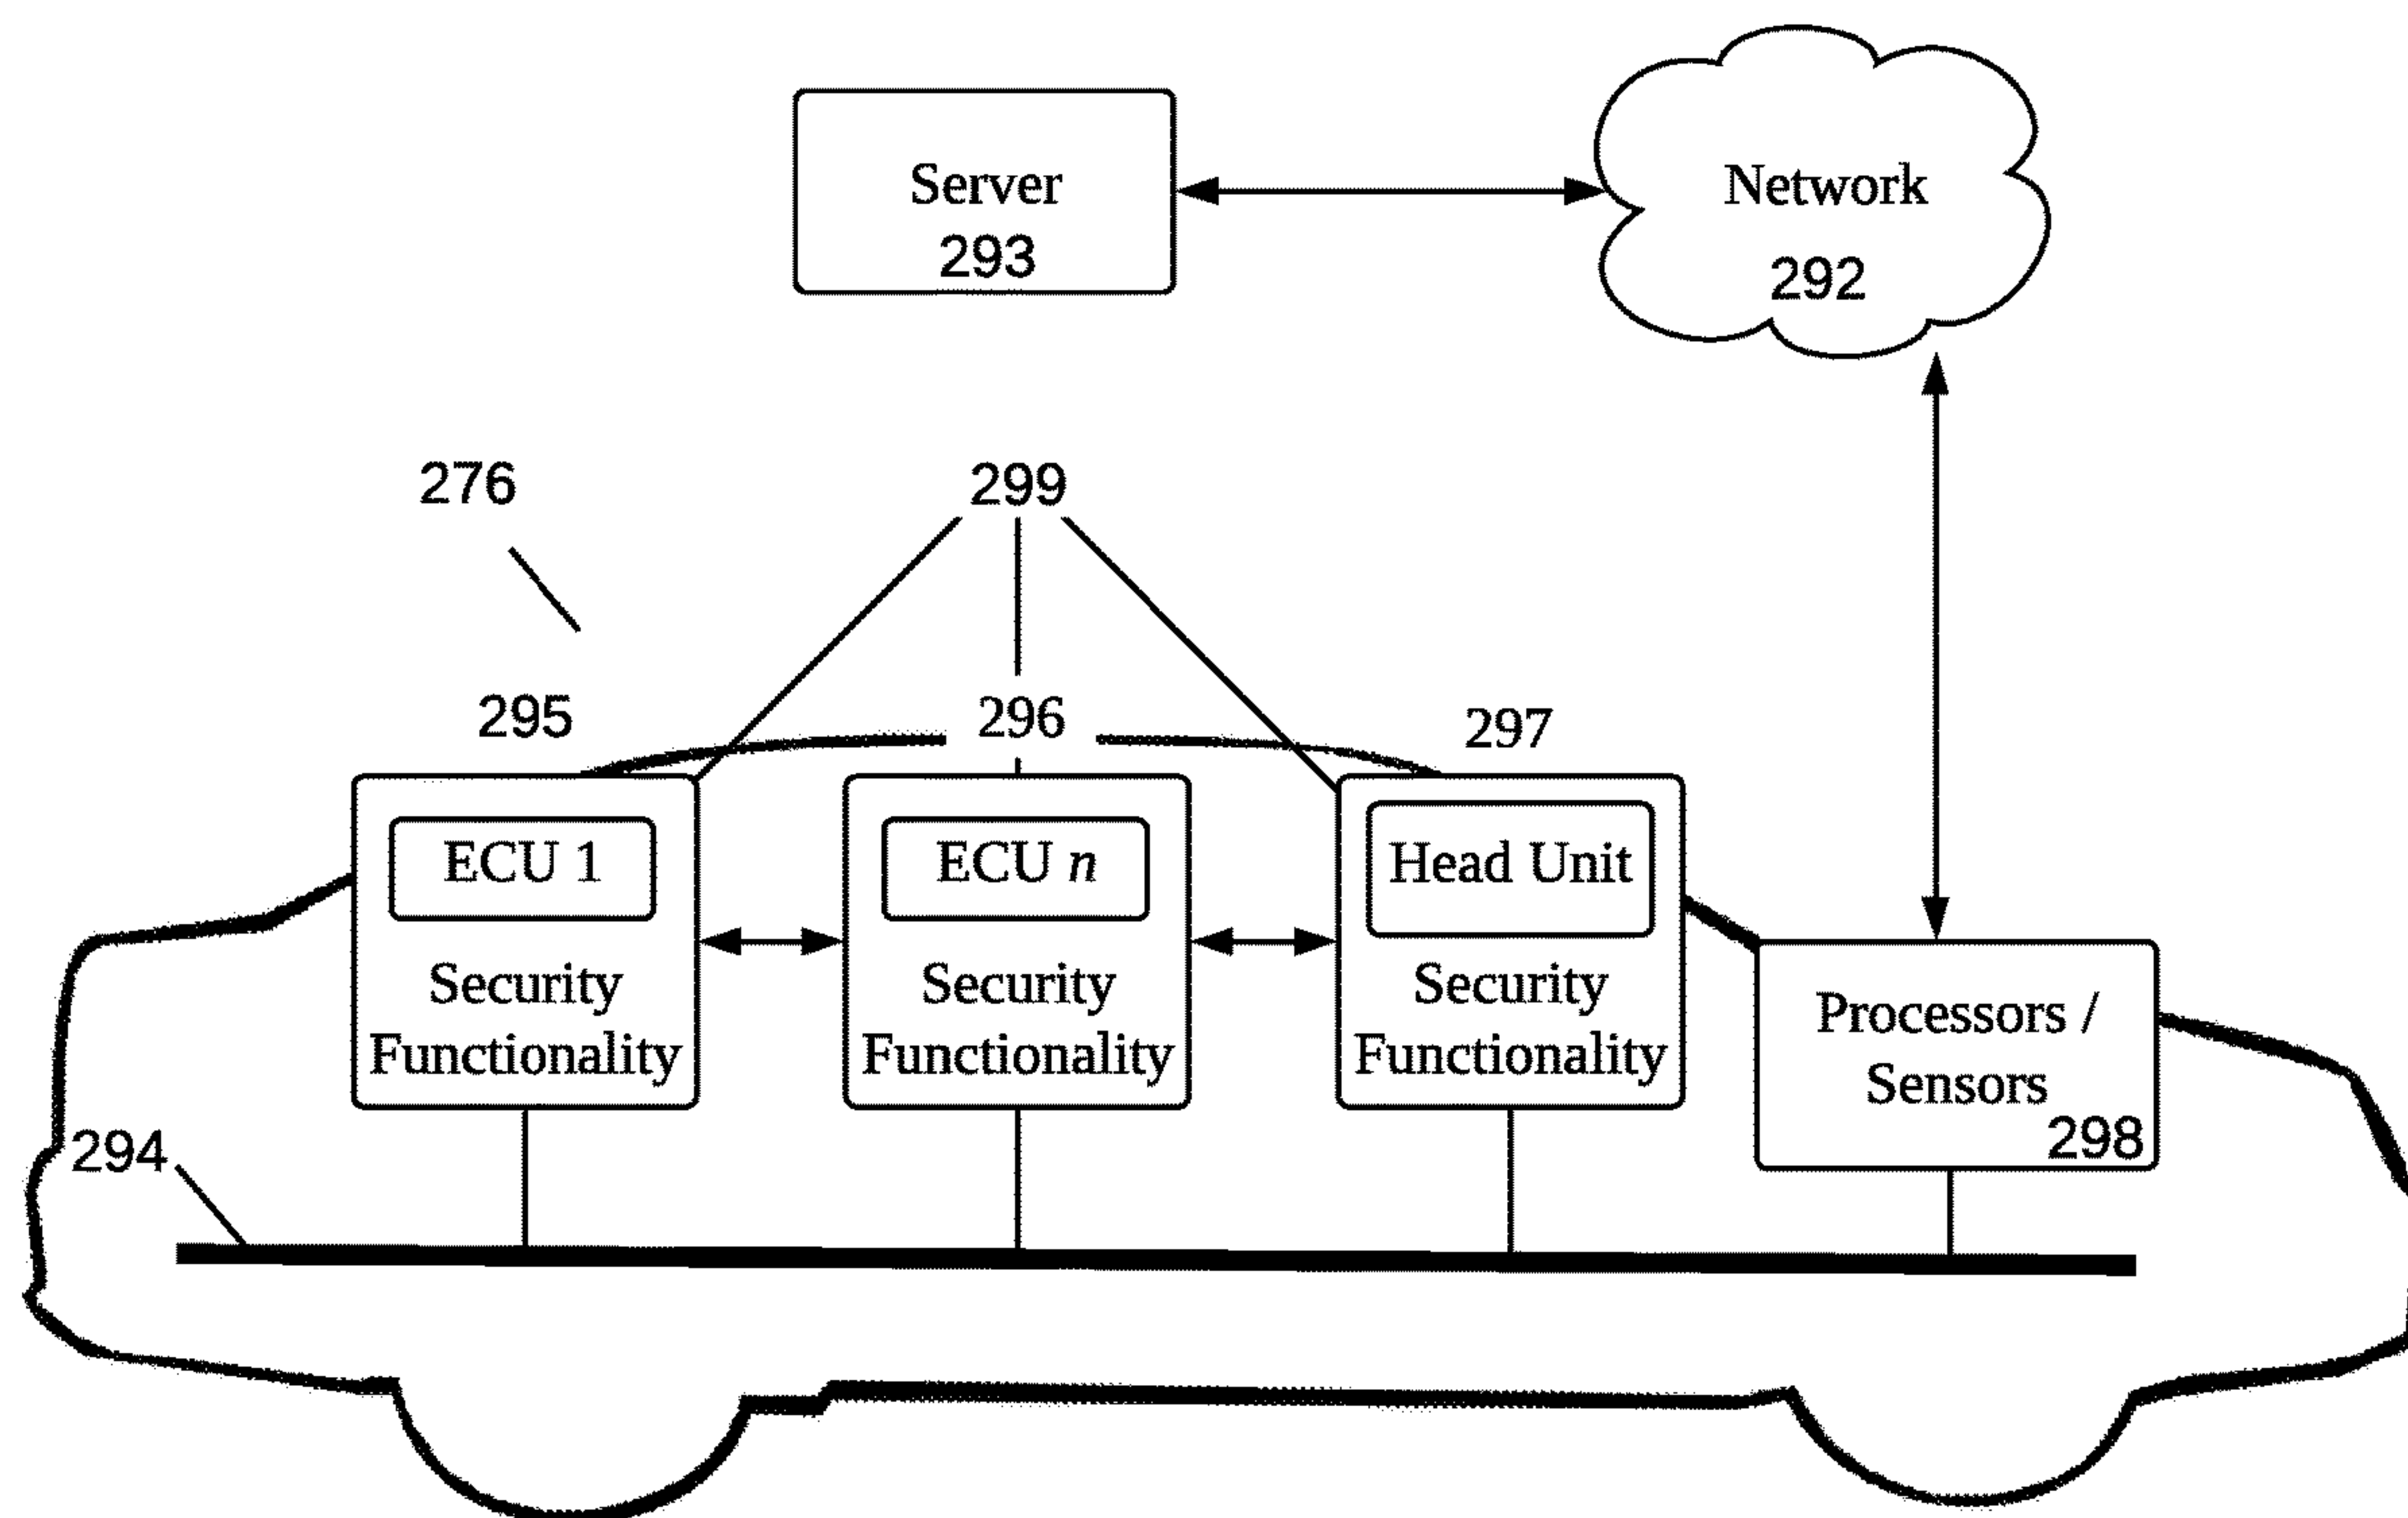 Server
293
Network
292
276
299
295
296
297
ECU 1
Security
Functionality
ECU n
Security
Functionality
Head Unit
Security
Functionality
Processors /
Sensors
298
294